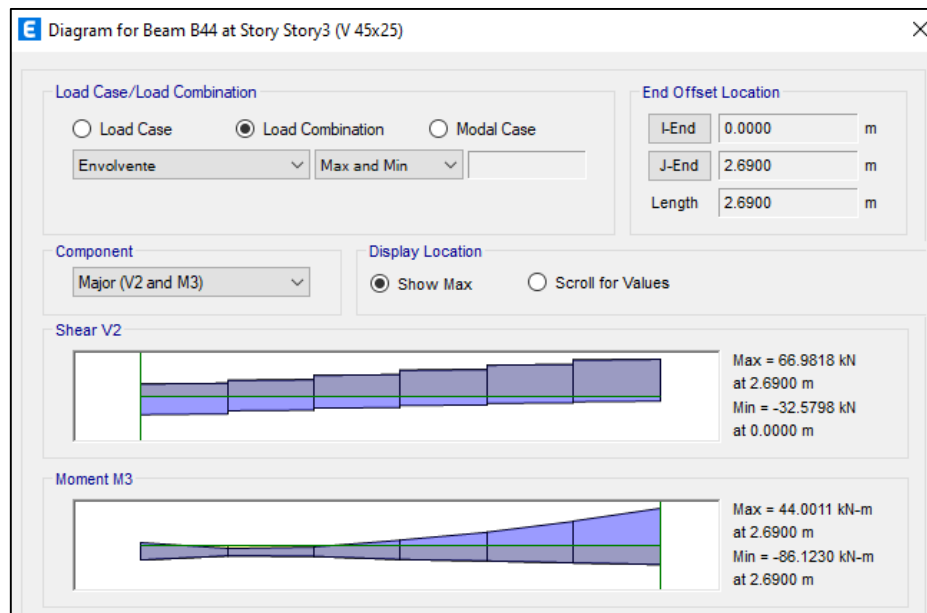 E Diagram for Beam B44 at Story Story3 (V 45x25)
Load Case/Load Combination
Load Case Load Combination Modal Case
Envolvente Max and Min
End Offset Location
I-End 0.0000 m
J-End 2.6900 m
Length 2.6900 m
Component
Major (V2 and M3)
Display Location
Show Max Scroll for Values
Shear V2
Max = 66.9818 kN
at 2.6900 m
Min = -32.5798 kN
at 0.0000 m
Moment M3
Max = 44.0011 kN-m
at 2.6900 m
Min = -86.1230 kN-m
at 2.6900 m